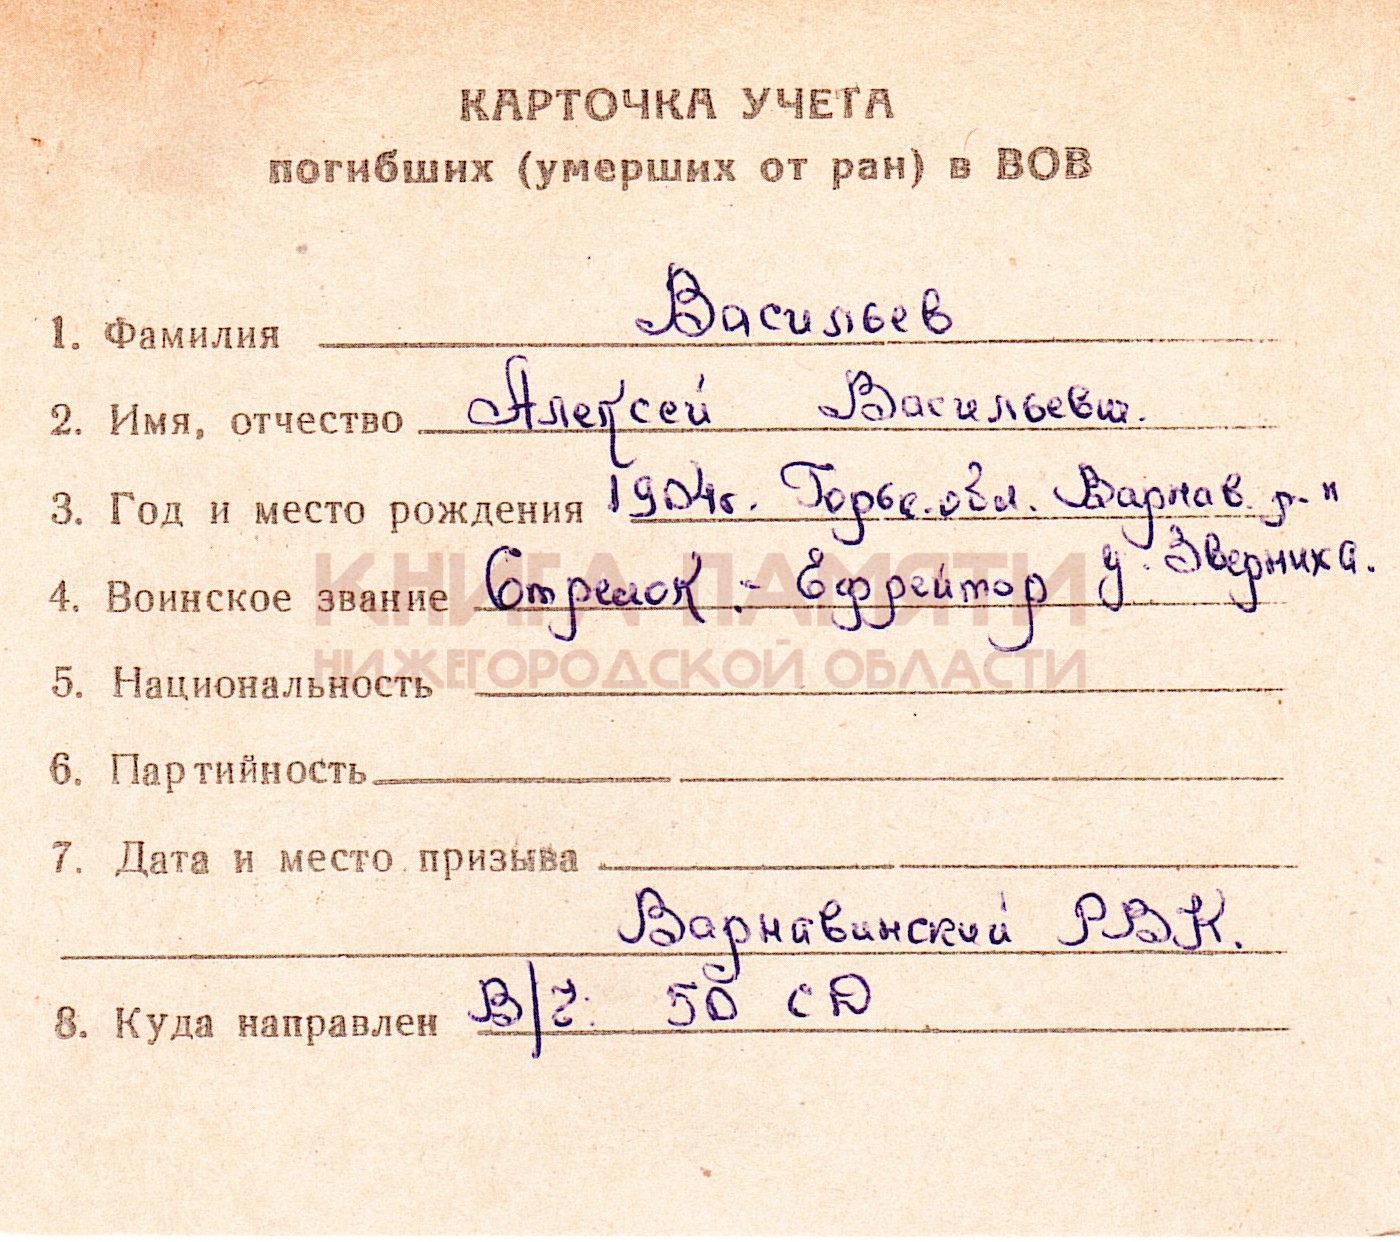 КАРТОЧКА УЧЕТА
погибших (умерших от ран) в ВОВ
1. Фамилия Васильев
2. Имя, отчество Алексей Васильевич.
3. Год и место рождения 1904г. Горьк.обл. Варнав. р-н
д. Зверниха.
4. Воинское звание Стрелок - Ефрейтор
КНИГА ПАМЯТИ
НИЖЕГОРОДСКОЙ ОБЛАСТИ
5. Национальность
6. Партийность
7. Дата и место призыва
Варнавинский РВК.
8. Куда направлен В/ч. 50 СД